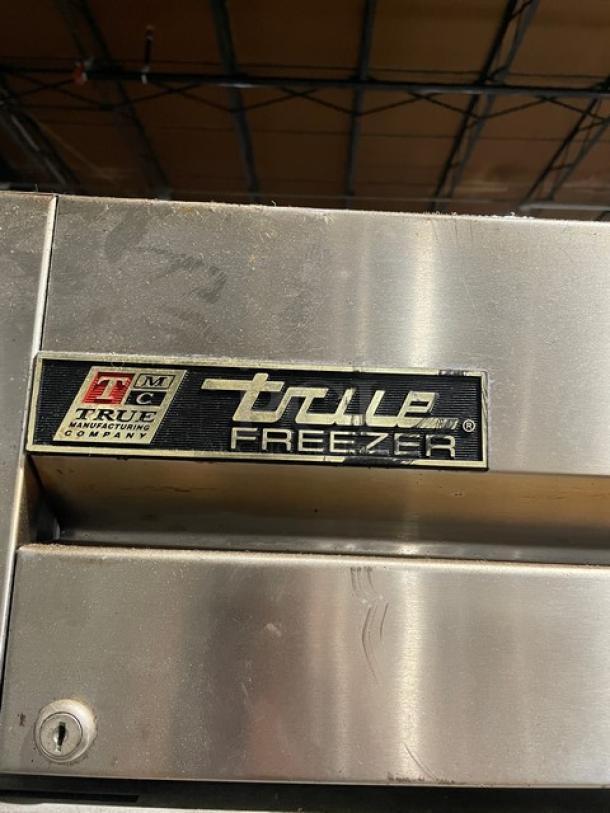 T M
C
TRUE
MANUFACTURING
COMPANY
true
FREEZER®